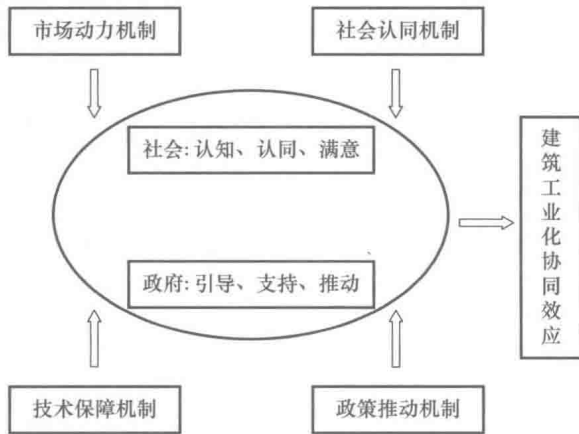 市场动力机制
社会认同机制
社会:认知、认同、满意
建筑工业化协同效应
政府:引导、支持、推动
技术保障机制
政策推动机制